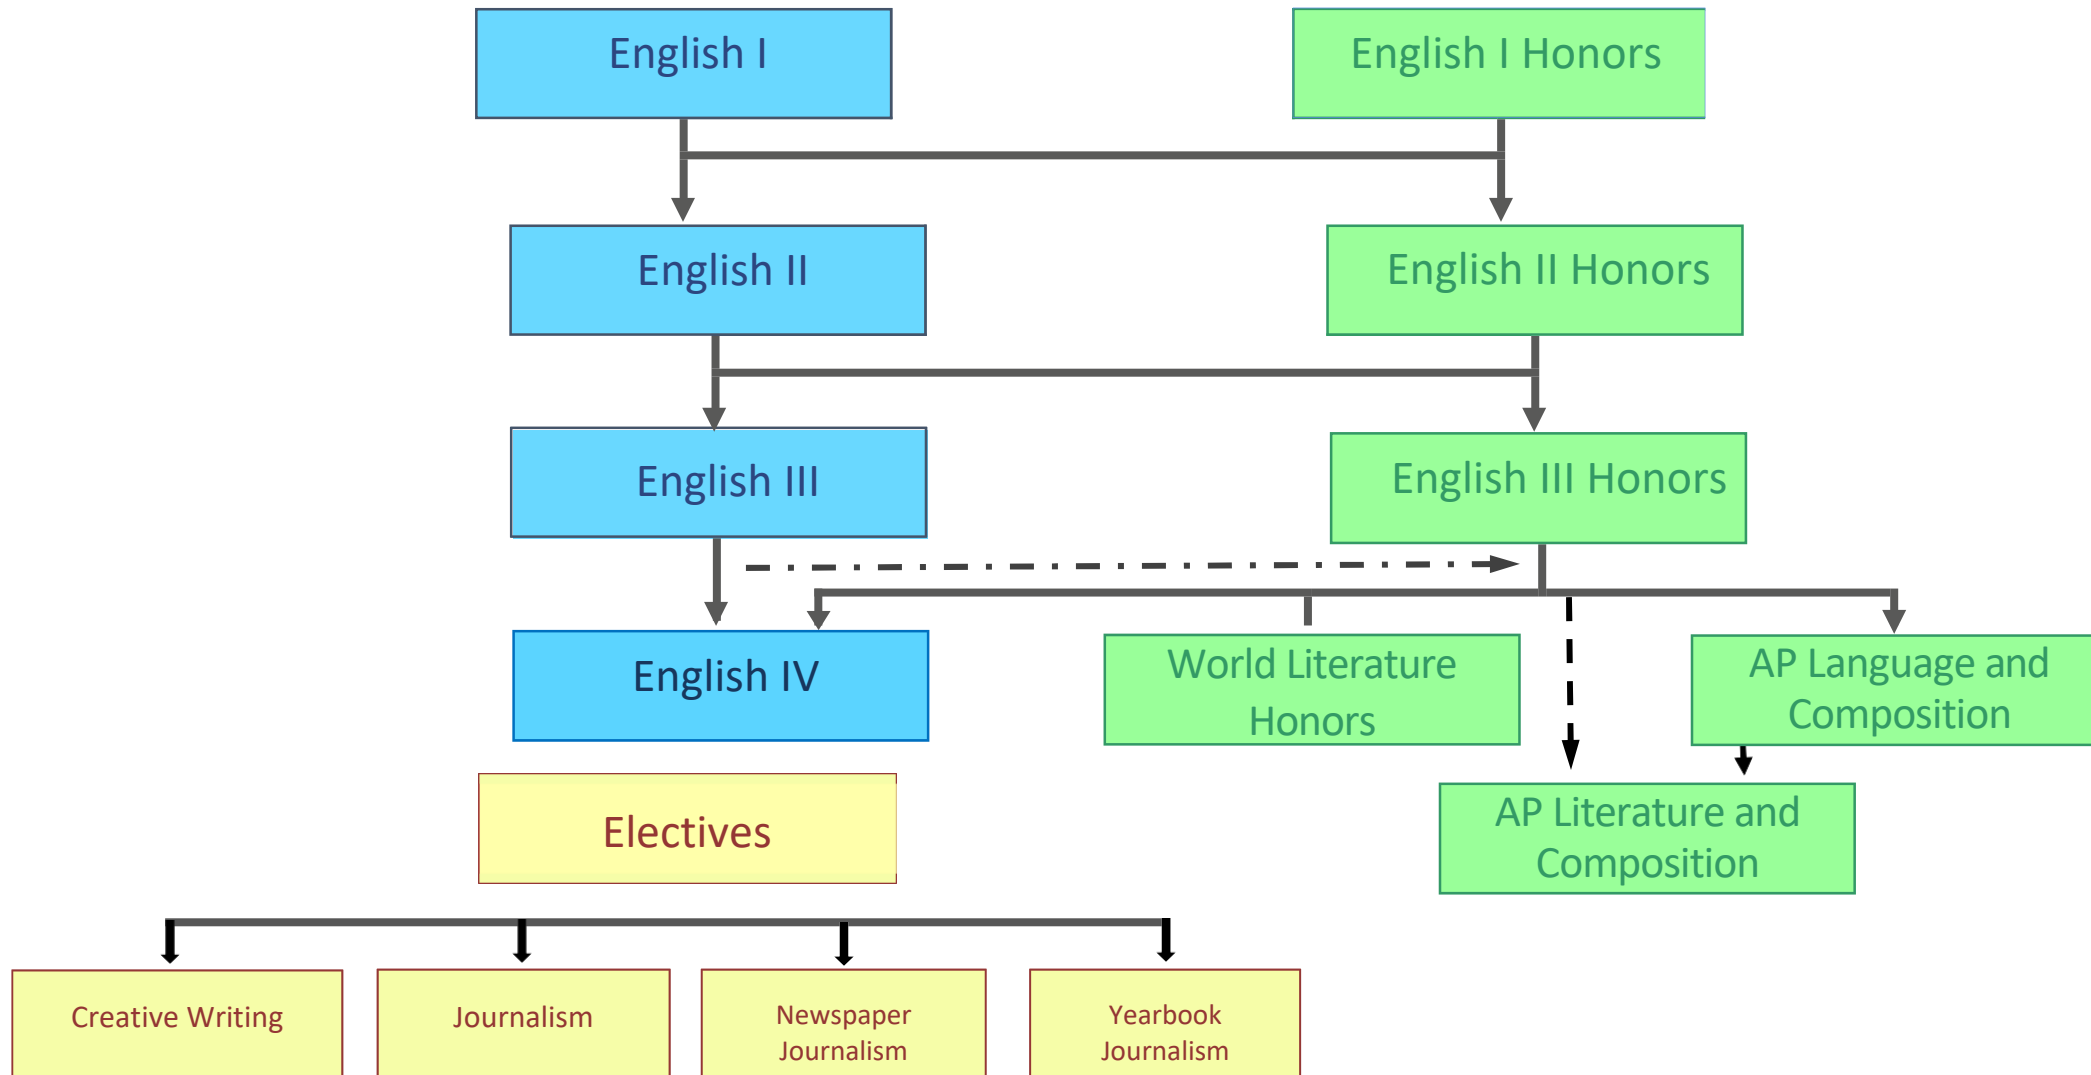 English I
English I Honors
English II
English II Honors
English III
English III Honors
English IV
World Literature
Honors
AP Language and
Composition
Electives
AP Literature and
Composition
Creative Writing
Journalism
Newspaper
Journalism
Yearbook
Journalism